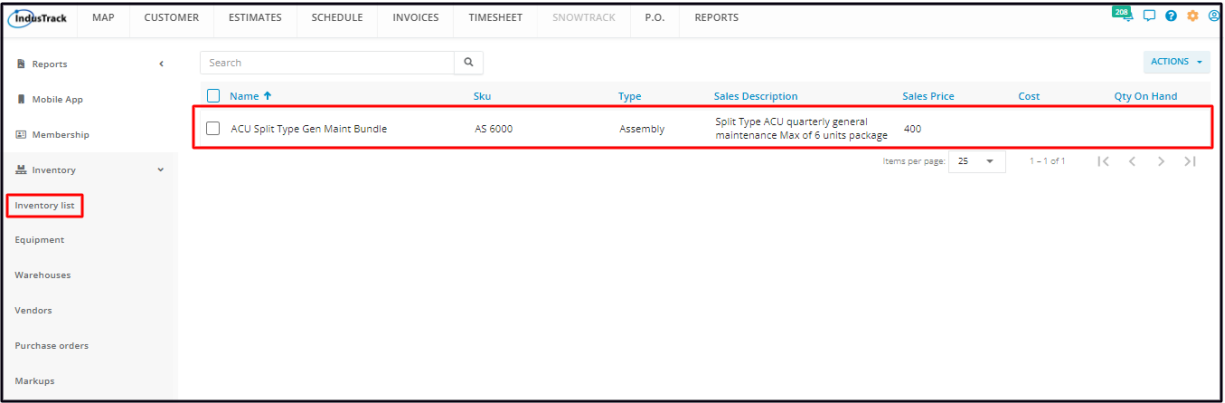 IndusTrack MAP CUSTOMER ESTIMATES SCHEDULE INVOICES TIMESHEET SNOWTRACK P.O. REPORTS 208
Reports
Search
ACTIONS
Mobile App
Name Sku Type Sales Description Sales Price Cost Qty On Hand
Membership
ACU Split Type Gen Maint Bundle AS 6000 Assembly Split Type ACU quarterly general 400
maintenance Max of 6 units package
Inventory
Items per page: 25 1 – 1 of 1
Inventory list
Equipment
Warehouses
Vendors
Purchase orders
Markups